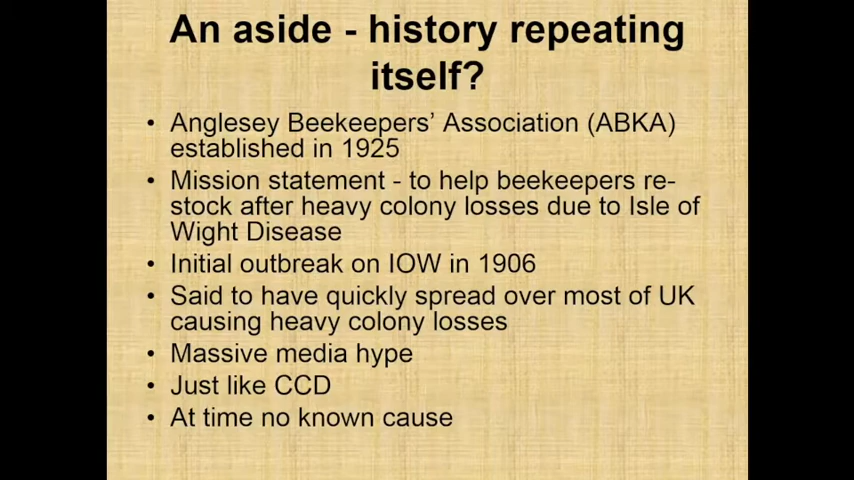 An aside - history repeating
itself?
• Anglesey Beekeepers’ Association (ABKA)
established in 1925
• Mission statement - to help beekeepers re-
stock after heavy colony losses due to Isle of
Wight Disease
• Initial outbreak on IOW in 1906
• Said to have quickly spread over most of UK
causing heavy colony losses
• Massive media hype
• Just like CCD
• At time no known cause